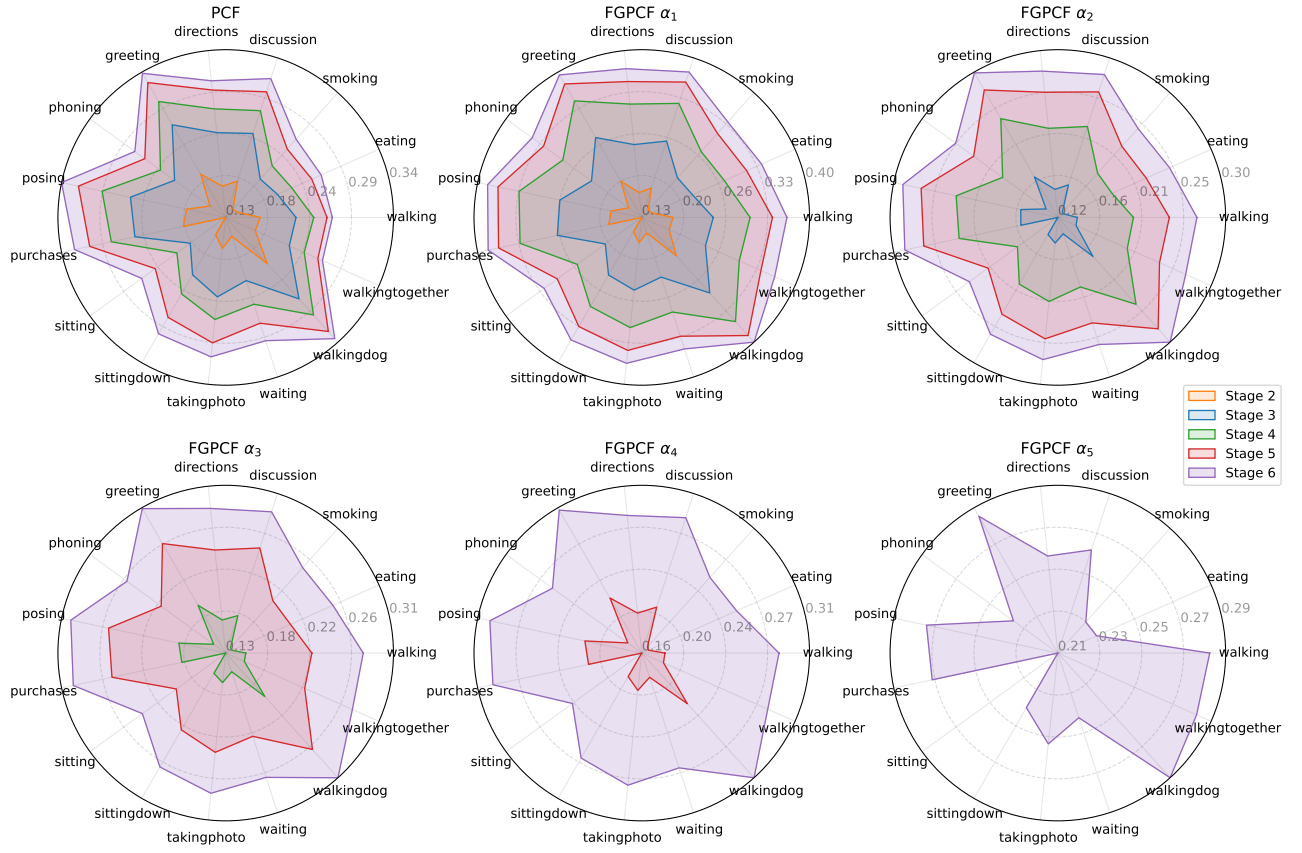 PCF
directions
discussion
greeting
smoking
phoning
eating
posing
walking
purchases
walkingtogether
sitting
walkingdog
sittingdown
waiting
takingphoto
0.13
0.18
0.24
0.29
0.34
FGPCF α₁
directions
discussion
greeting
smoking
phoning
eating
posing
walking
purchases
walkingtogether
sitting
walkingdog
sittingdown
waiting
takingphoto
0.13
0.20
0.26
0.33
0.40
FGPCF α₂
directions
discussion
greeting
smoking
phoning
eating
posing
walking
purchases
walkingtogether
sitting
walkingdog
sittingdown
waiting
takingphoto
0.12
0.16
0.21
0.25
0.30
Stage 2
Stage 3
Stage 4
Stage 5
Stage 6
FGPCF α₃
directions
discussion
greeting
smoking
phoning
eating
posing
walking
purchases
walkingtogether
sitting
walkingdog
sittingdown
waiting
takingphoto
0.13
0.18
0.22
0.26
0.31
FGPCF α₄
directions
discussion
greeting
smoking
phoning
eating
posing
walking
purchases
walkingtogether
sitting
walkingdog
sittingdown
waiting
takingphoto
0.16
0.20
0.24
0.27
0.31
FGPCF α₅
directions
discussion
greeting
smoking
phoning
eating
posing
walking
purchases
walkingtogether
sitting
walkingdog
sittingdown
waiting
takingphoto
0.21
0.23
0.25
0.27
0.29